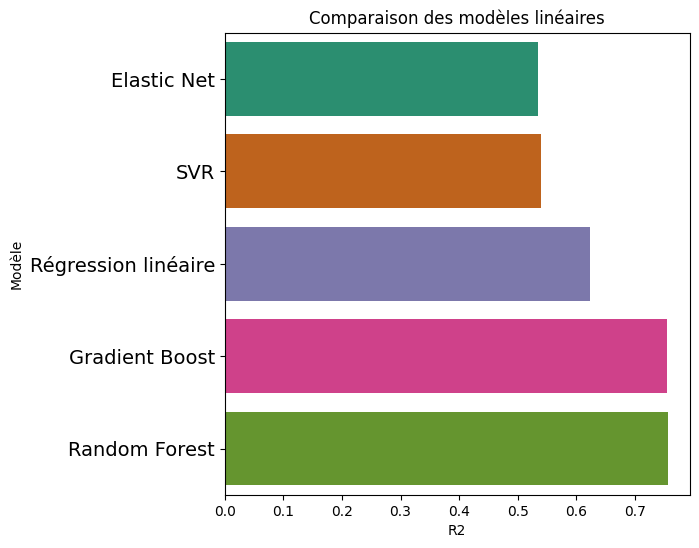 Comparaison des modèles linéaires
Modèle
Elastic Net
SVR
Régression linéaire
Gradient Boost
Random Forest
0.0 0.1 0.2 0.3 0.4 0.5 0.6 0.7
R2